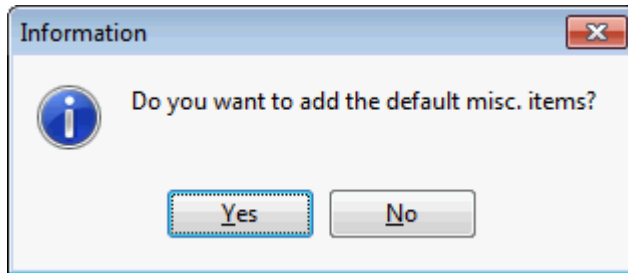 Information
Do you want to add the default misc. items?
Yes
No